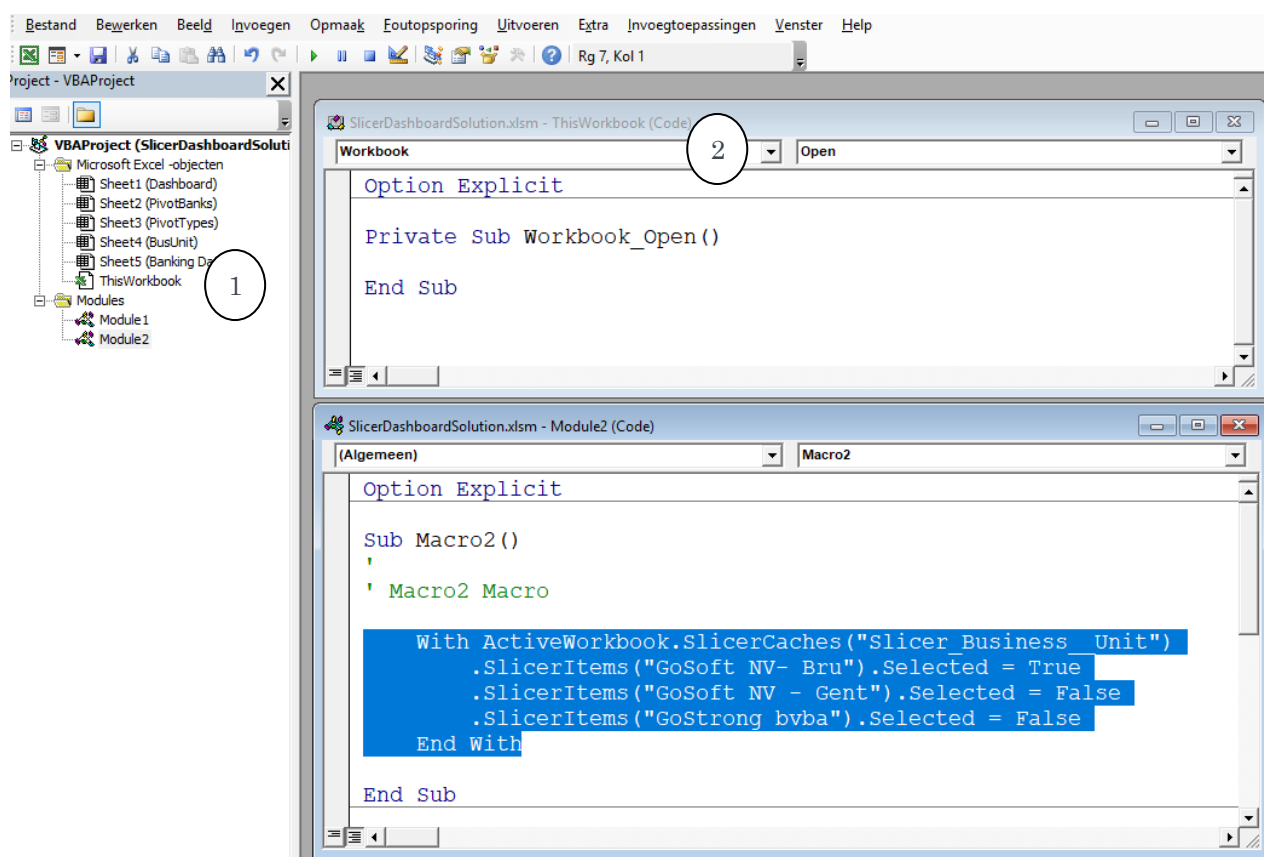 Bestand Bewerken Beeld Invoegen Opmaak Foutopsporing Uitvoeren Extra Invoegtoepassingen Venster Help
Rg 7, Kol 1
Project - VBAProject
VBAProject (SlicerDashboardSoluti
Microsoft Excel -objecten
Sheet1 (Dashboard)
Sheet2 (PivotBanks)
Sheet3 (PivotTypes)
Sheet4 (BusUnit)
Sheet5 (Banking Da
ThisWorkbook
1
Modules
Module1
Module2
SlicerDashboardSolution.xlsm - ThisWorkbook (Code)
2
Workbook
Open
Option Explicit
Private Sub Workbook_Open()
End Sub
SlicerDashboardSolution.xlsm - Module2 (Code)
(Algemeen)
Macro2
Option Explicit
Sub Macro2()
'
' Macro2 Macro
With ActiveWorkbook.SlicerCaches("Slicer_Business__Unit")
.SlicerItems("GoSoft NV- Bru").Selected = True
.SlicerItems("GoSoft NV - Gent").Selected = False
.SlicerItems("GoStrong bvba").Selected = False
End With
End Sub